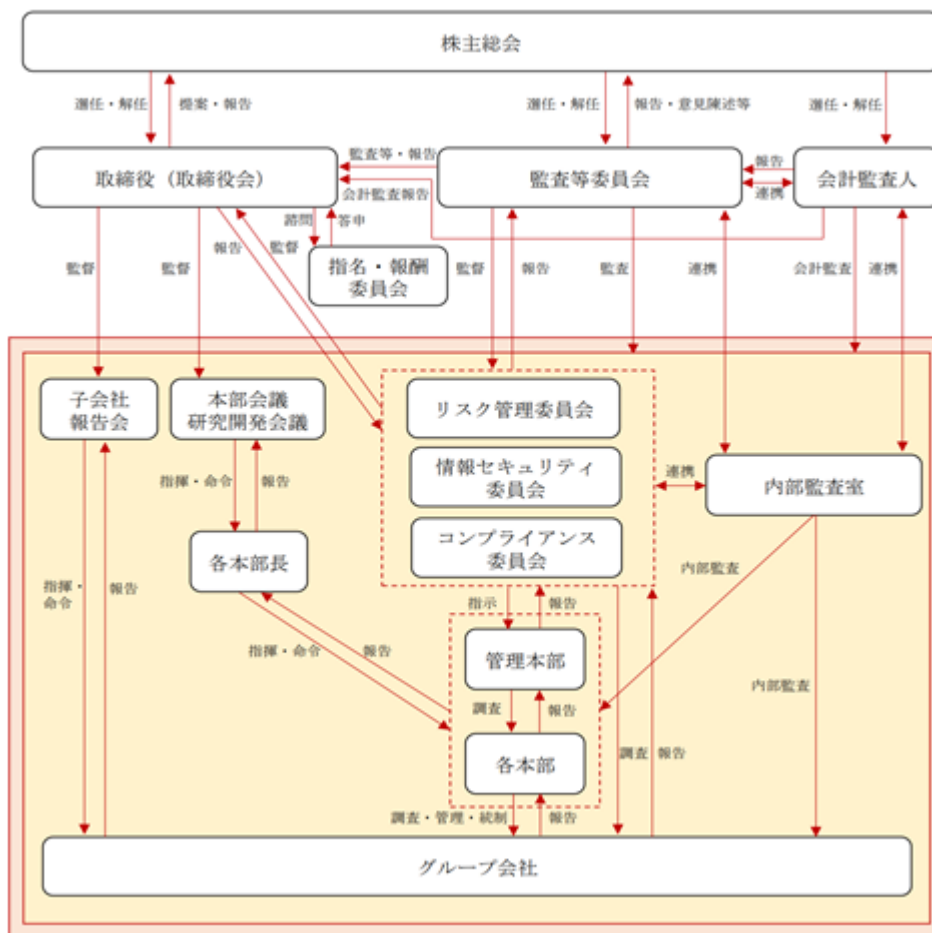 株主総会
選任・解任
提案・報告
選任・解任
報告・意見陳述等
選任・解任
取締役（取締役会）
監査等・報告
監査等委員会
報告
連携
会計監査人
会計監査報告
諮問
答申
報告
監督
指名・報酬
委員会
監督
監督
監督
報告
監査
連携
会計監査
連携
子会社
報告会
本部会議
研究開発会議
リスク管理委員会
情報セキュリティ
委員会
コンプライアンス
委員会
連携
内部監査室
指揮・命令
報告
各本部長
指揮・
命令
報告
指示
報告
内部監査
指揮・命令
報告
管理本部
調査
報告
内部監査
各本部
調査
報告
調査・管理・統制
報告
グループ会社